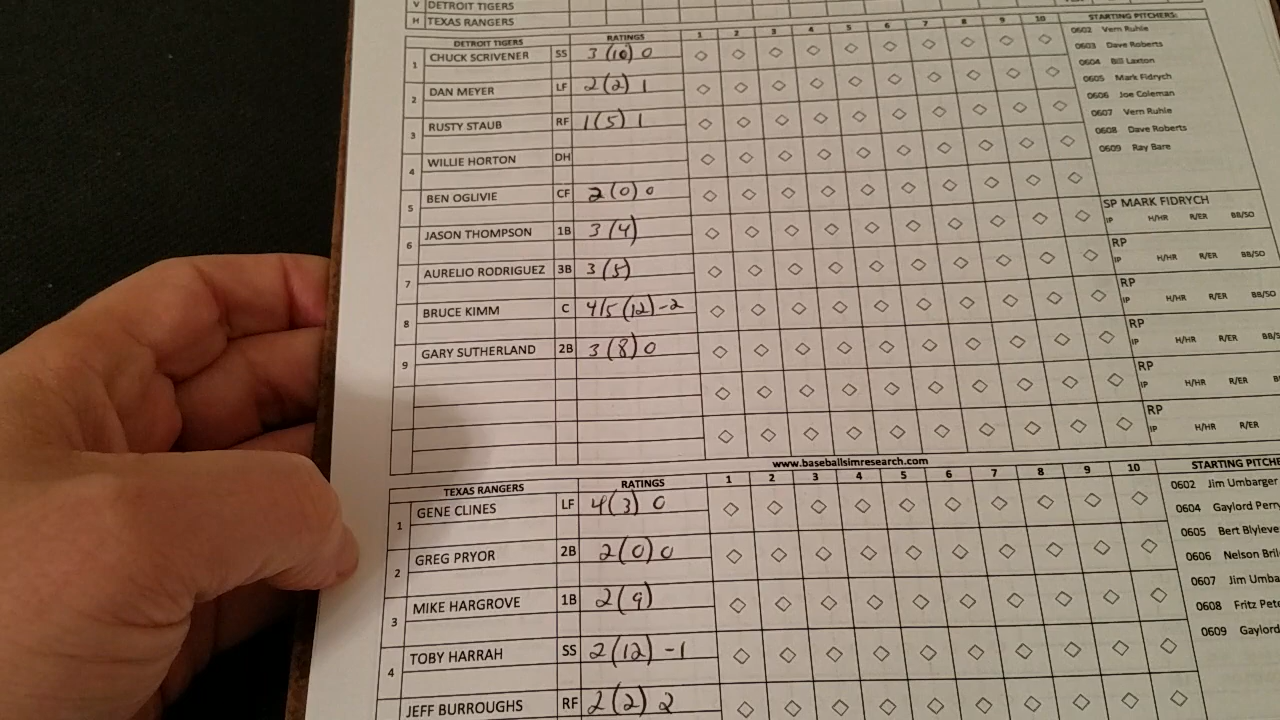 V DETROIT TIGERS
H TEXAS RANGERS
DETROIT TIGERS RATINGS 1 2 3 4 5 6 7 8 9 10 STARTING PITCHERS:
1 CHUCK SCRIVENER SS 3 (10) 0
2 DAN MEYER LF 2(2) 1
3 RUSTY STAUB RF 1(5) 1
4 WILLIE HORTON DH
5 BEN OGLIVIE CF 2(0) 0
6 JASON THOMPSON 1B 3 (4)
7 AURELIO RODRIGUEZ 3B 3 (5)
8 BRUCE KIMM C 4/5 (12) -2
9 GARY SUTHERLAND 2B 3 (8) 0
0602 Vern Ruhle
0603 Dave Roberts
0604 Bill Laxton
0605 Mark Fidrych
0606 Joe Coleman
0607 Vern Ruhle
0608 Dave Roberts
0609 Ray Bare
SP MARK FIDRYCH
IP H/HR R/ER BB/SO
RP
IP H/HR R/ER BB/SO
RP
IP H/HR R/ER BB/SO
RP
IP H/HR R/ER BB/S
RP
IP H/HR R/ER
RP
IP H/HR R/ER
www.baseballsimresearch.com
TEXAS RANGERS RATINGS 1 2 3 4 5 6 7 8 9 10 STARTING PITCHE
1 GENE CLINES LF 4(3) 0
2 GREG PRYOR 2B 2(0) 0
3 MIKE HARGROVE 1B 2(9)
4 TOBY HARRAH SS 2(12) -1
JEFF BURROUGHS RF 2(2) 2
0602 Jim Umbarger
0604 Gaylord Perry
0605 Bert Blyleve
0606 Nelson Bril
0607 Jim Umba
0608 Fritz Pete
0609 Gaylord